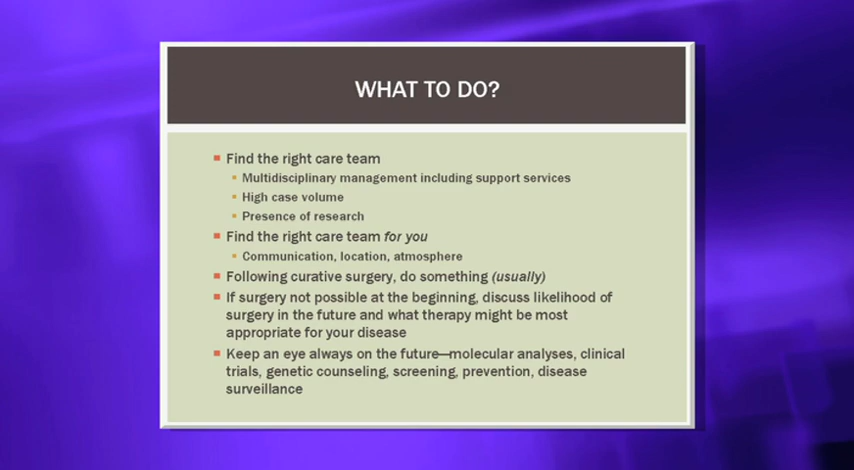 WHAT TO DO?
Find the right care team
Multidisciplinary management including support services
High case volume
Presence of research
Find the right care team for you
Communication, location, atmosphere
Following curative surgery, do something (usually)
If surgery not possible at the beginning, discuss likelihood of
surgery in the future and what therapy might be most
appropriate for your disease
Keep an eye always on the future—molecular analyses, clinical
trials, genetic counseling, screening, prevention, disease
surveillance